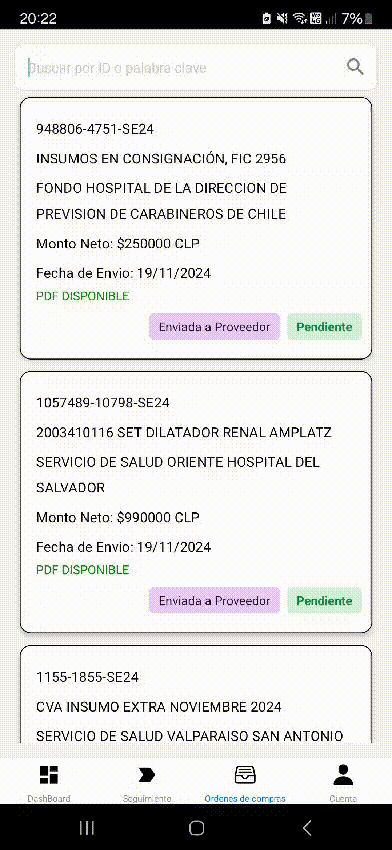 20:22
7%
Buscar por ID o palabra clave
948806-4751-SE24
INSUMOS EN CONSIGNACIÓN, FIC 2956
FONDO HOSPITAL DE LA DIRECCION DE
PREVISION DE CARABINEROS DE CHILE
Monto Neto: $250000 CLP
Fecha de Envio: 19/11/2024
PDF DISPONIBLE
Enviada a Proveedor Pendiente
1057489-10798-SE24
2003410116 SET DILATADOR RENAL AMPLATZ
SERVICIO DE SALUD ORIENTE HOSPITAL DEL
SALVADOR
Monto Neto: $990000 CLP
Fecha de Envio: 19/11/2024
PDF DISPONIBLE
Enviada a Proveedor Pendiente
1155-1855-SE24
CVA INSUMO EXTRA NOVIEMBRE 2024
SERVICIO DE SALUD VALPARAISO SAN ANTONIO
DashBoard Seguimiento Ordenes de compras Cuenta